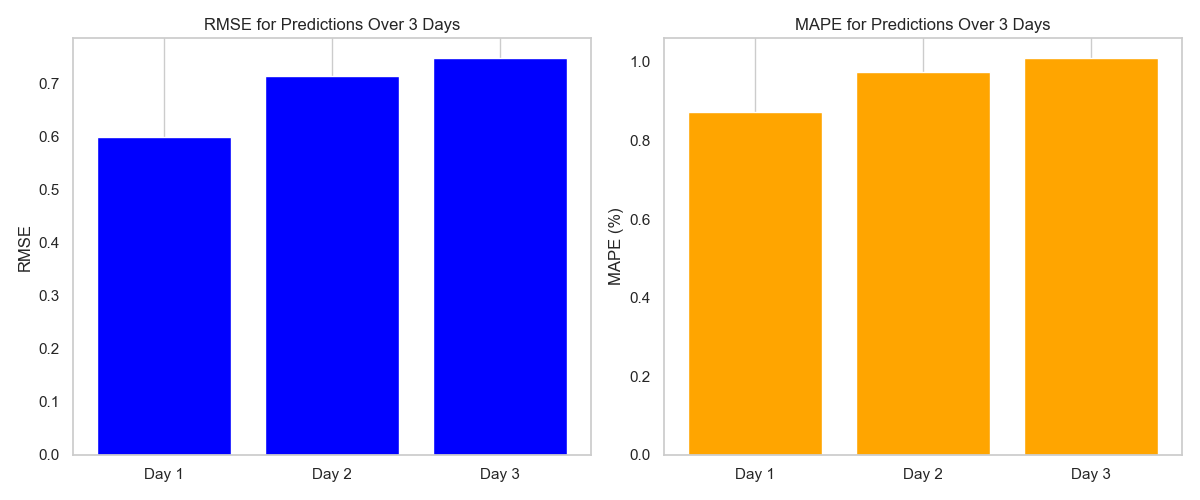 RMSE for Predictions Over 3 Days
RMSE
0.7
0.6
0.5
0.4
0.3
0.2
0.1
0.0
Day 1 Day 2 Day 3
MAPE for Predictions Over 3 Days
MAPE (%)
1.0
0.8
0.6
0.4
0.2
0.0
Day 1 Day 2 Day 3